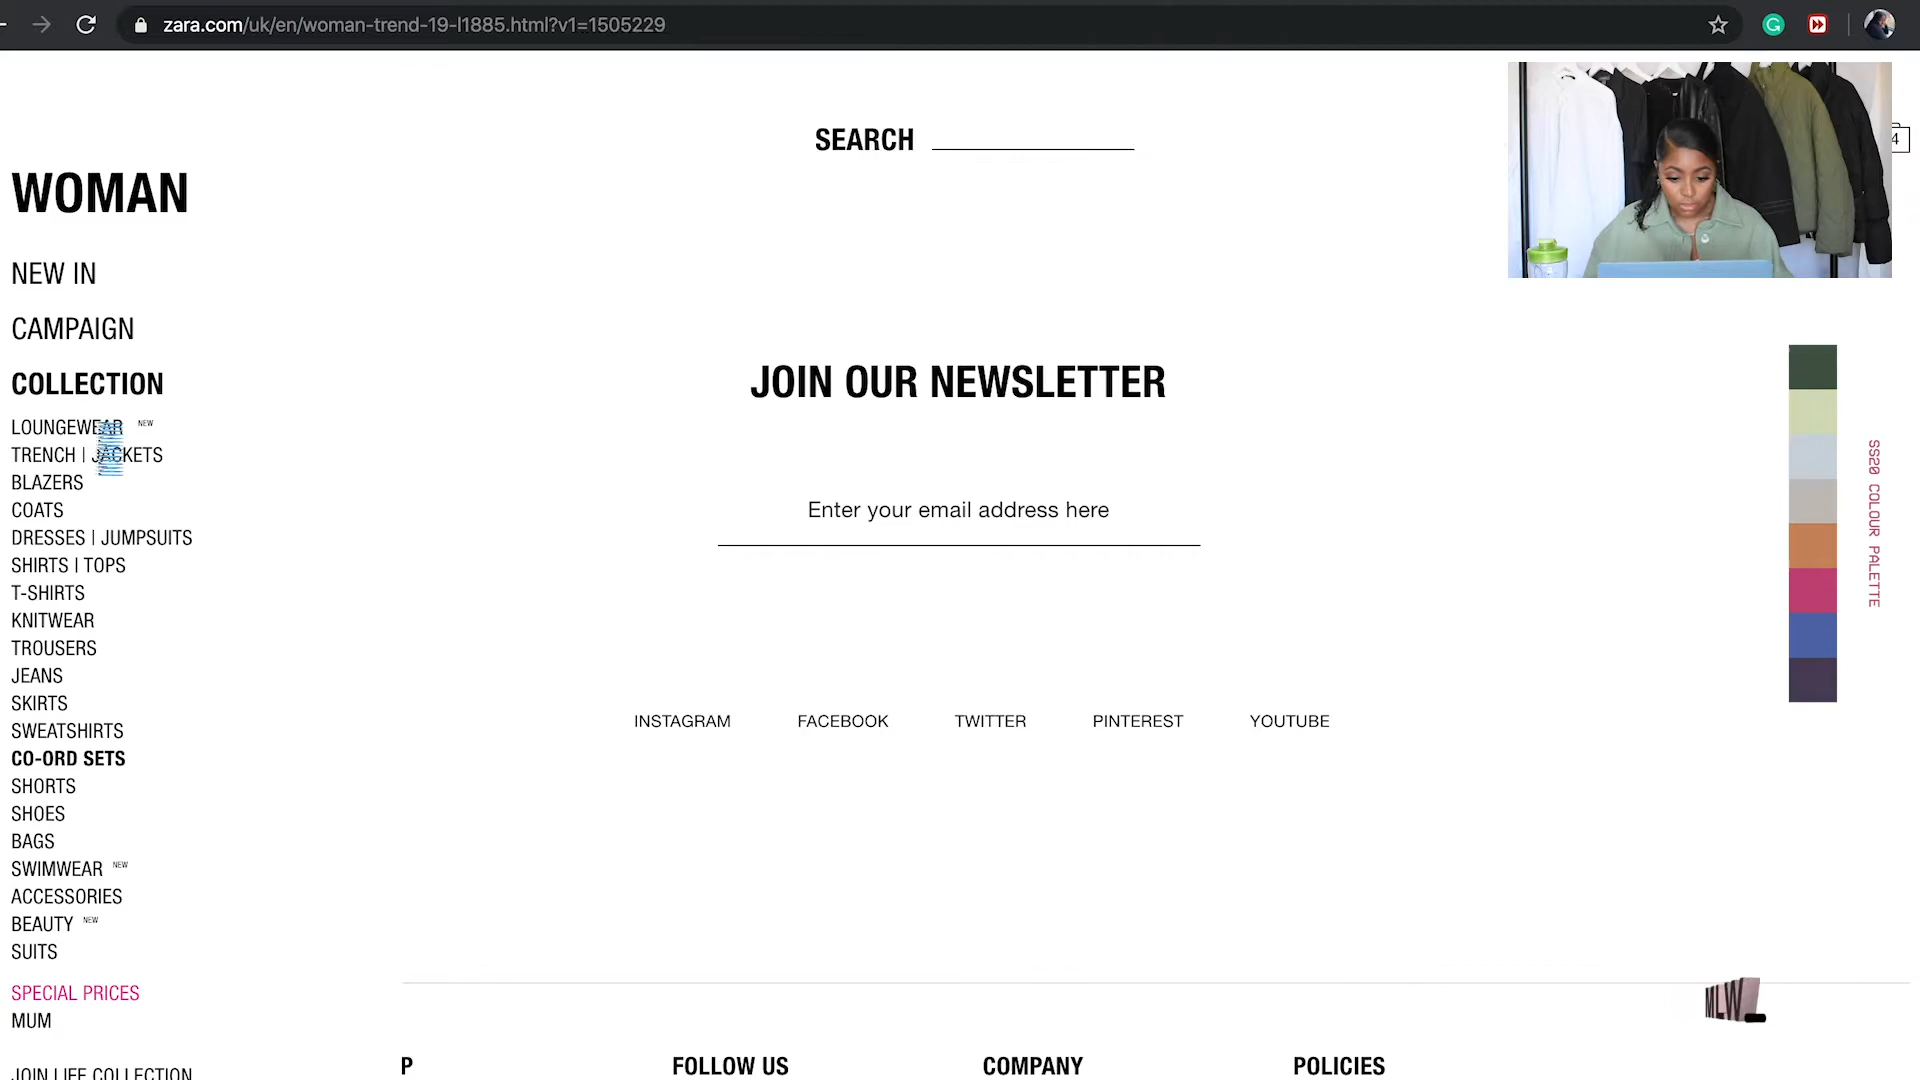 zara.com/uk/en/woman-trend-19-l1885.html?v1=1505229
SEARCH
4
WOMAN
NEW IN
CAMPAIGN
COLLECTION
LOUNGEWEAR NEW
TRENCH | JACKETS
BLAZERS
COATS
DRESSES | JUMPSUITS
SHIRTS | TOPS
T-SHIRTS
KNITWEAR
TROUSERS
JEANS
SKIRTS
SWEATSHIRTS
CO-ORD SETS
SHORTS
SHOES
BAGS
SWIMWEAR NEW
ACCESSORIES
BEAUTY NEW
SUITS
SPECIAL PRICES
MUM
JOIN LIFE COLLECTION
JOIN OUR NEWSLETTER
Enter your email address here
INSTAGRAM FACEBOOK TWITTER PINTEREST YOUTUBE
SS20 COLOUR PALETTE
MLW
P FOLLOW US COMPANY POLICIES